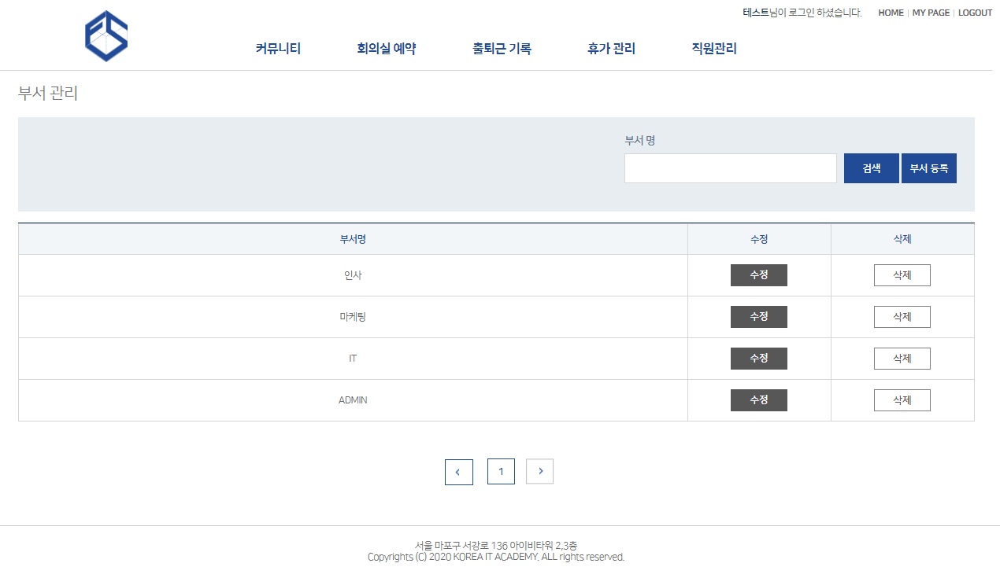 테스트님이 로그인 하셨습니다. HOME | MY PAGE | LOGOUT
커뮤니티 회의실 예약 출퇴근 기록 휴가 관리 직원관리
부서 관리
부서 명
검색 부서 등록
부서명 수정 삭제
인사 수정 삭제
마케팅 수정 삭제
IT 수정 삭제
ADMIN 수정 삭제
‹ 1 ›
서울 마포구 서강로 136 아이비타워 2,3층
Copyrights (C) 2020 KOREA IT ACADEMY. ALL rights reserved.